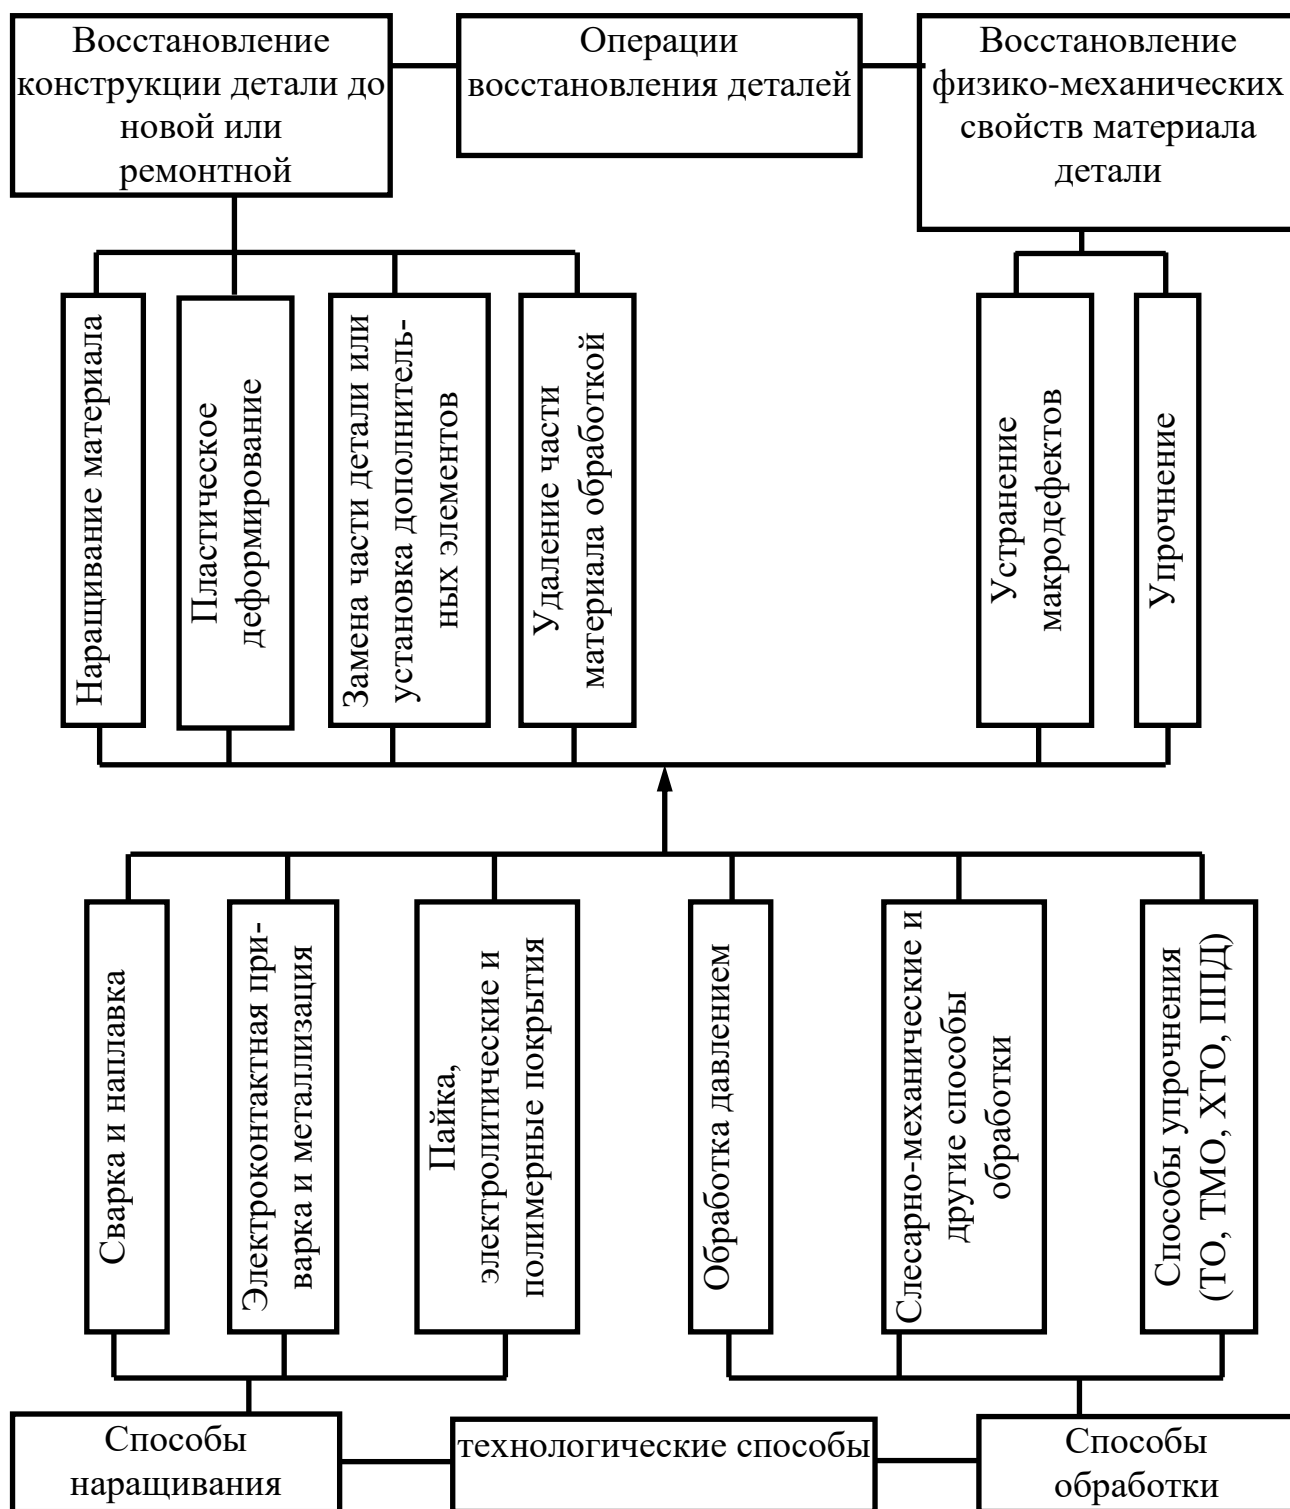 Восстановление
конструкции детали до
новой или
ремонтной
Операции
восстановления деталей
Восстановление
физико-механических
свойств материала
детали
Наращивание материала
Пластическое
деформирование
Замена части детали или
установка дополнитель-
ных элементов
Удаление части
материала обработкой
Устранение
макродефектов
Упрочнение
Сварка и наплавка
Электроконтактная при-
варка и металлизация
Пайка,
электролитические и
полимерные покрытия
Обработка давлением
Слесарно-механические и
другие способы
обработки
Способы упрочнения
(ТО, ТМО, ХТО, ППД)
Способы
наращивания
технологические способы
Способы
обработки